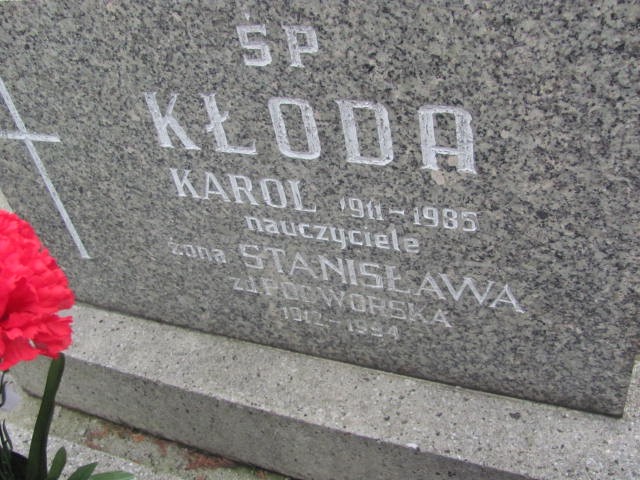 ŚP
KŁODA
KAROL 1911-1985
nauczyciele
żona STANISŁAWA
Z.J.PODWORSKA
1912-1994